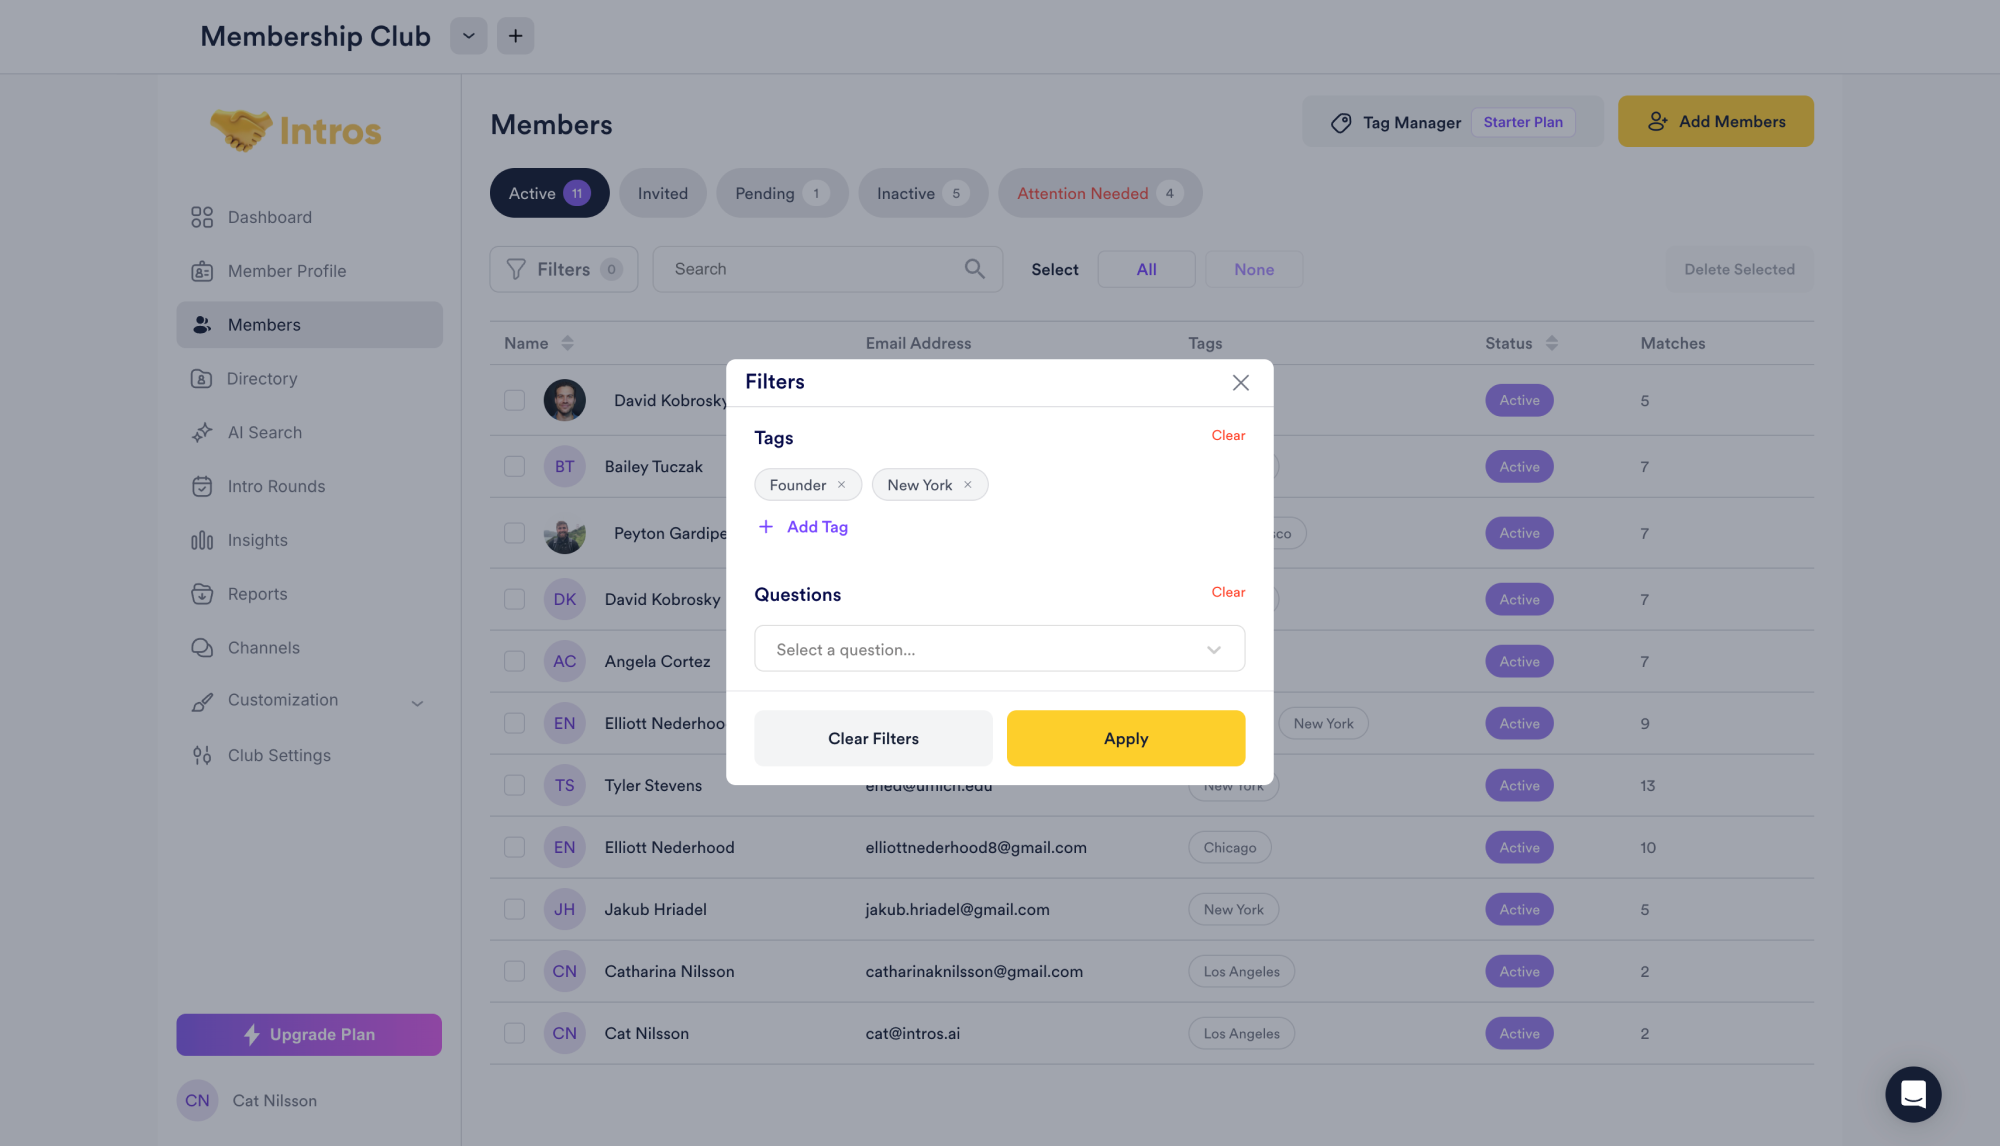 Membership Club
Intros
Members
Tag Manager Starter Plan
Add Members
Active 11
Invited
Pending 1
Inactive 5
Attention Needed 4
Dashboard
Member Profile
Members
Directory
AI Search
Intro Rounds
Insights
Reports
Channels
Customization
Club Settings
Upgrade Plan
CN Cat Nilsson
Filters 0
Search
Select All None
Delete Selected
Name Email Address Tags Status Matches
David Kobrosky Active 5
BT Bailey Tuczak Active 7
Peyton Gardipe Active 7
DK David Kobrosky Active 7
AC Angela Cortez Active 7
EN Elliott Nederhoo New York Active 9
TS Tyler Stevens ened@umich.edu New York Active 13
EN Elliott Nederhood elliottnederhood8@gmail.com Chicago Active 10
JH Jakub Hriadel jakub.hriadel@gmail.com New York Active 5
CN Catharina Nilsson catharinaknilsson@gmail.com Los Angeles Active 2
CN Cat Nilsson cat@intros.ai Los Angeles Active 2
Filters
Tags Clear
Founder × New York ×
+ Add Tag
Questions Clear
Select a question...
Clear Filters Apply